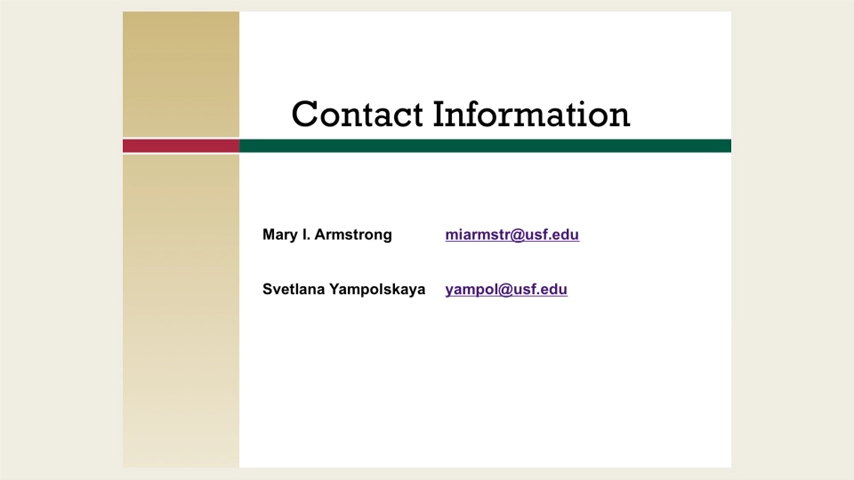 Contact Information
Mary I. Armstrong miarmstr@usf.edu
Svetlana Yampolskaya yampol@usf.edu